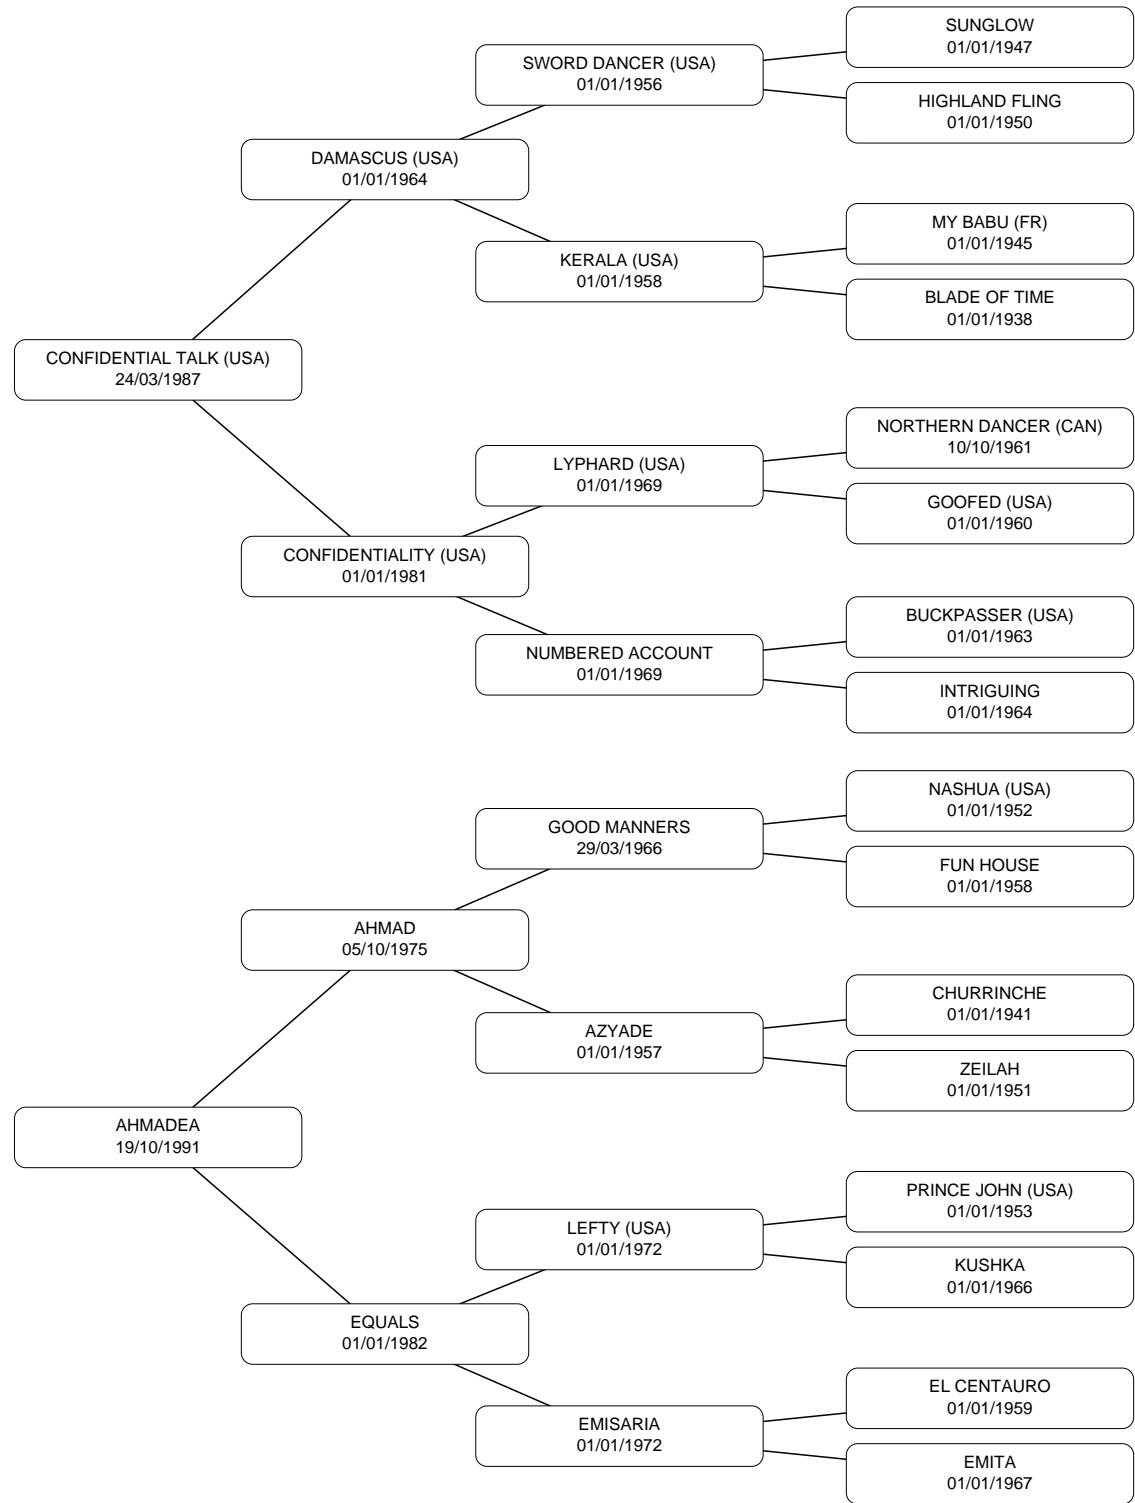 SUNGLOW
01/01/1947
SWORD DANCER (USA)
01/01/1956
HIGHLAND FLING
01/01/1950
DAMASCUS (USA)
01/01/1964
MY BABU (FR)
01/01/1945
KERALA (USA)
01/01/1958
BLADE OF TIME
01/01/1938
CONFIDENTIAL TALK (USA)
24/03/1987
NORTHERN DANCER (CAN)
10/10/1961
LYPHARD (USA)
01/01/1969
GOOFED (USA)
01/01/1960
CONFIDENTIALITY (USA)
01/01/1981
BUCKPASSER (USA)
01/01/1963
NUMBERED ACCOUNT
01/01/1969
INTRIGUING
01/01/1964
NASHUA (USA)
01/01/1952
GOOD MANNERS
29/03/1966
FUN HOUSE
01/01/1958
AHMAD
05/10/1975
CHURRINCHE
01/01/1941
AZYADE
01/01/1957
ZEILAH
01/01/1951
AHMADEA
19/10/1991
PRINCE JOHN (USA)
01/01/1953
LEFTY (USA)
01/01/1972
KUSHKA
01/01/1966
EQUALS
01/01/1982
EL CENTAURO
01/01/1959
EMISARIA
01/01/1972
EMITA
01/01/1967